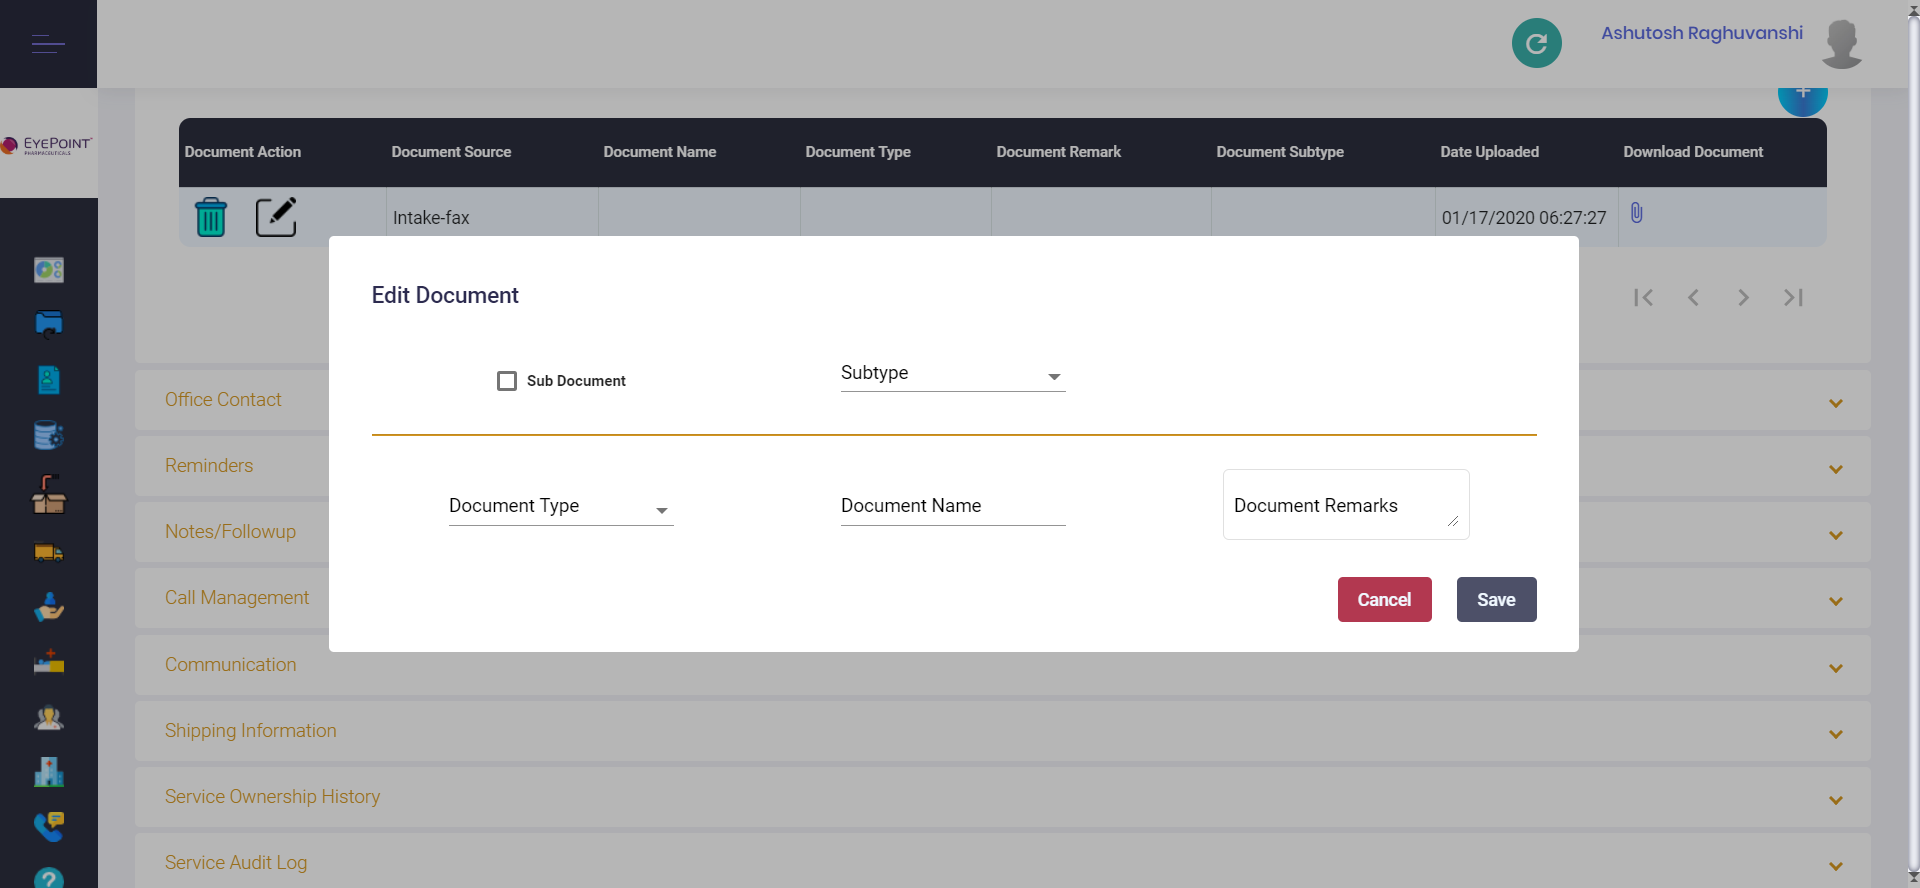 Ashutosh Raghuvanshi
EYEPOINT
PHARMACEUTICALS
Document Action Document Source Document Name Document Type Document Remark Document Subtype Date Uploaded Download Document
Intake-fax 01/17/2020 06:27:27
Edit Document
Sub Document Subtype
Document Type Document Name Document Remarks
Cancel Save
Office Contact
Reminders
Notes/Followup
Call Management
Communication
Shipping Information
Service Ownership History
Service Audit Log